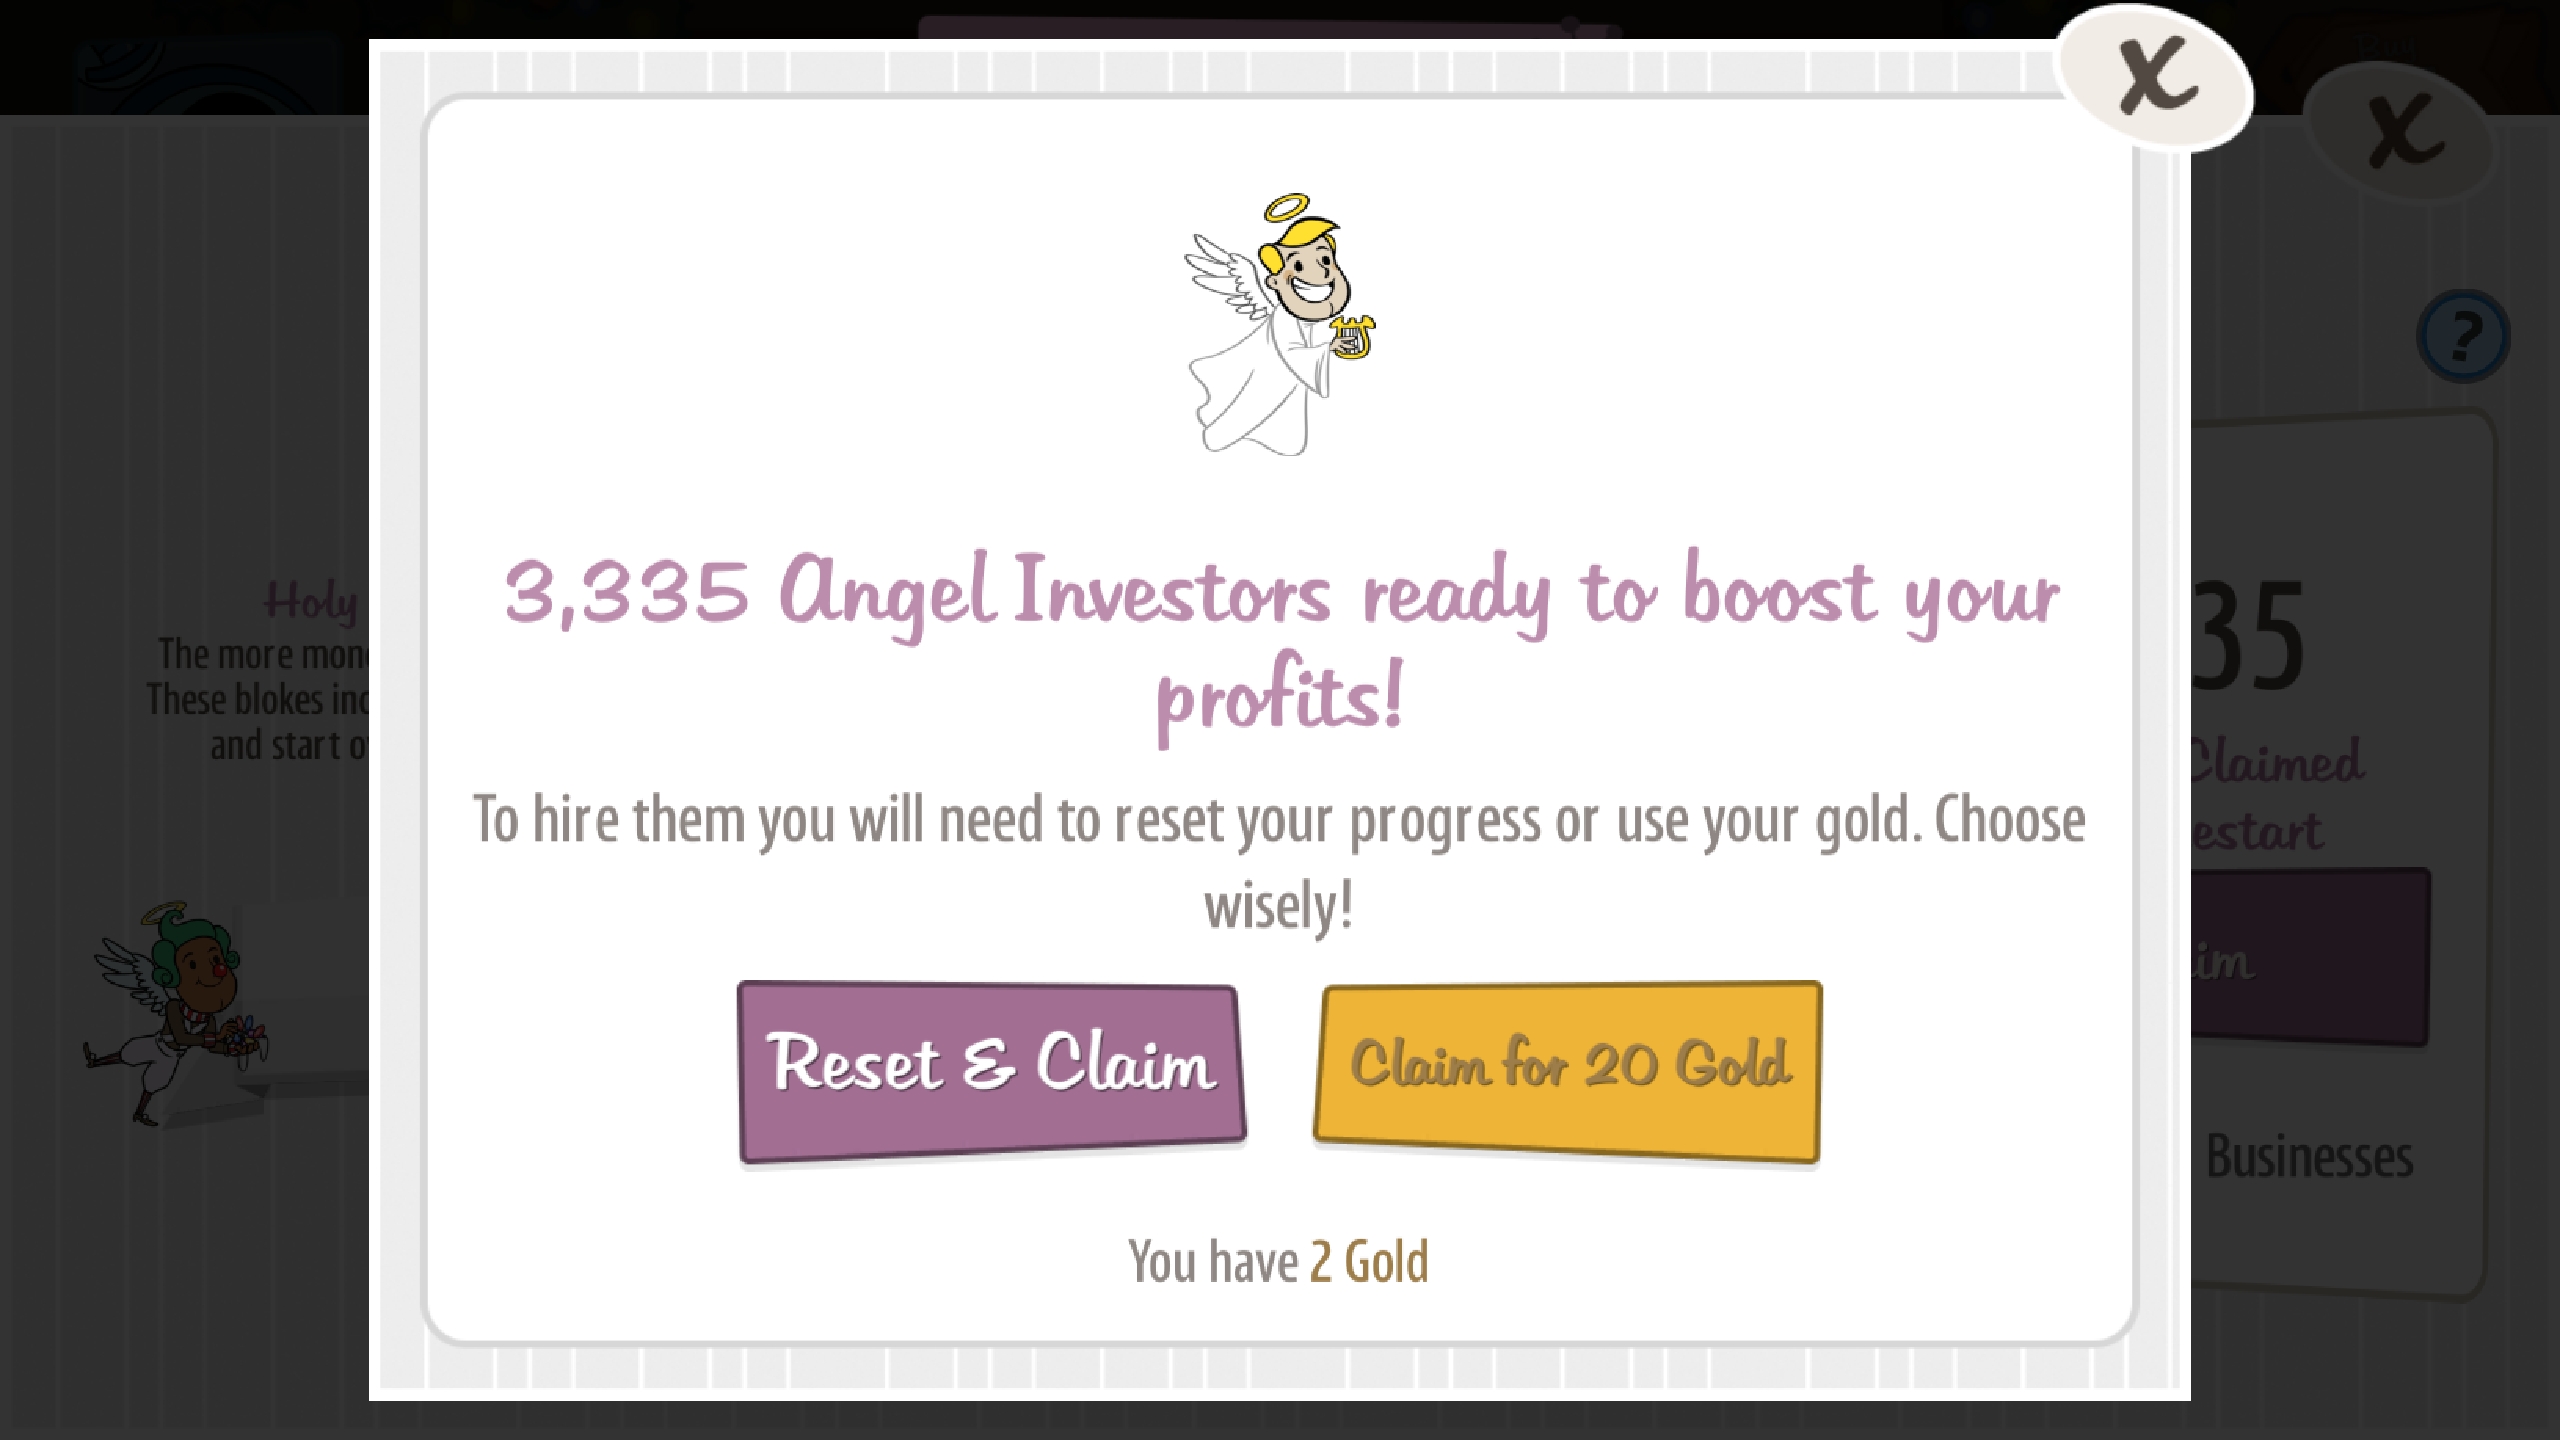 X
X
?
3,335 Angel Investors ready to boost your
profits!
To hire them you will need to reset your progress or use your gold. Choose
wisely!
Reset & Claim
Claim for 20 Gold
You have 2 Gold
Holy
The more mon
These blokes inc
and start o
35
Claimed
estart
im
Businesses